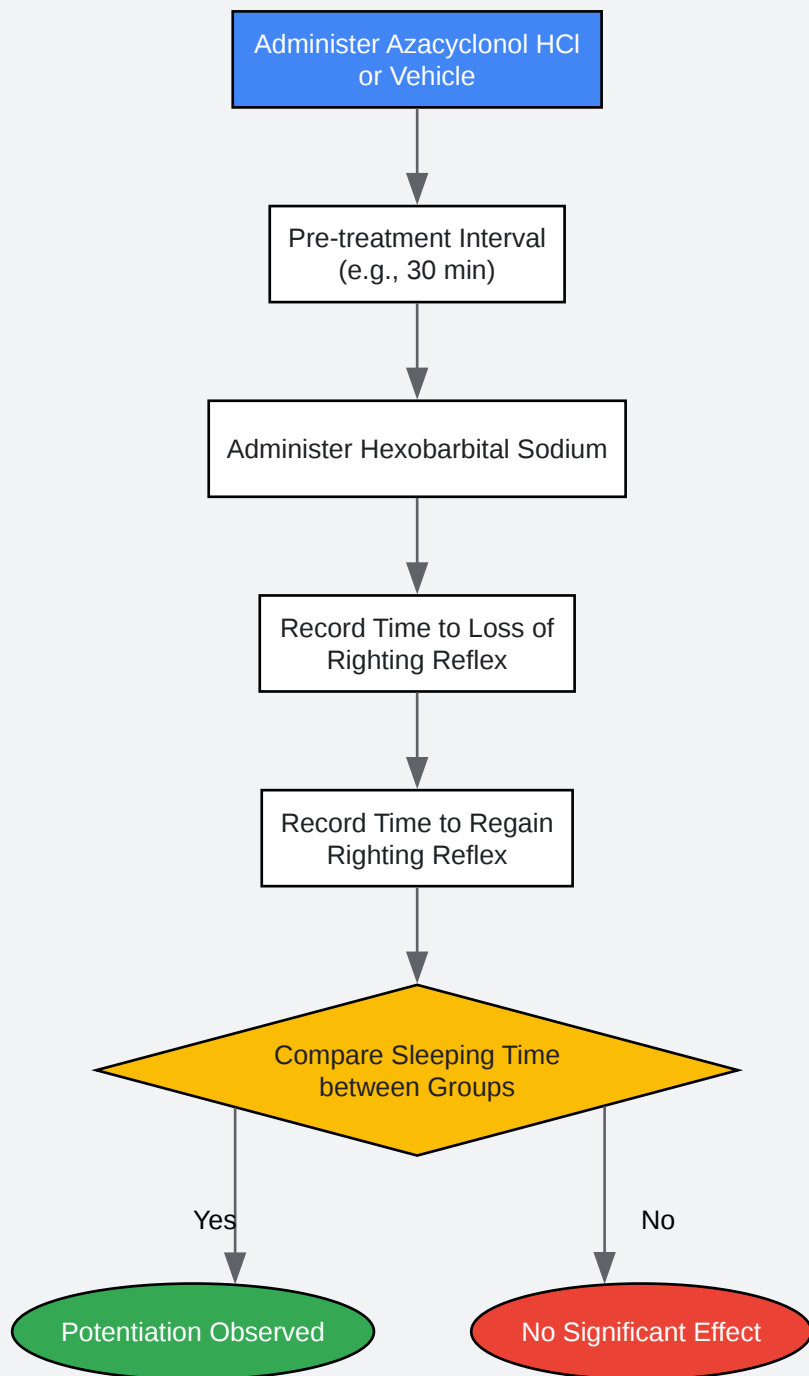 Administer Azacyclonol HCl
or Vehicle
Pre-treatment Interval
(e.g., 30 min)
Administer Hexobarbital Sodium
Record Time to Loss of
Righting Reflex
Record Time to Regain
Righting Reflex
Compare Sleeping Time
between Groups
Yes
No
Potentiation Observed
No Significant Effect